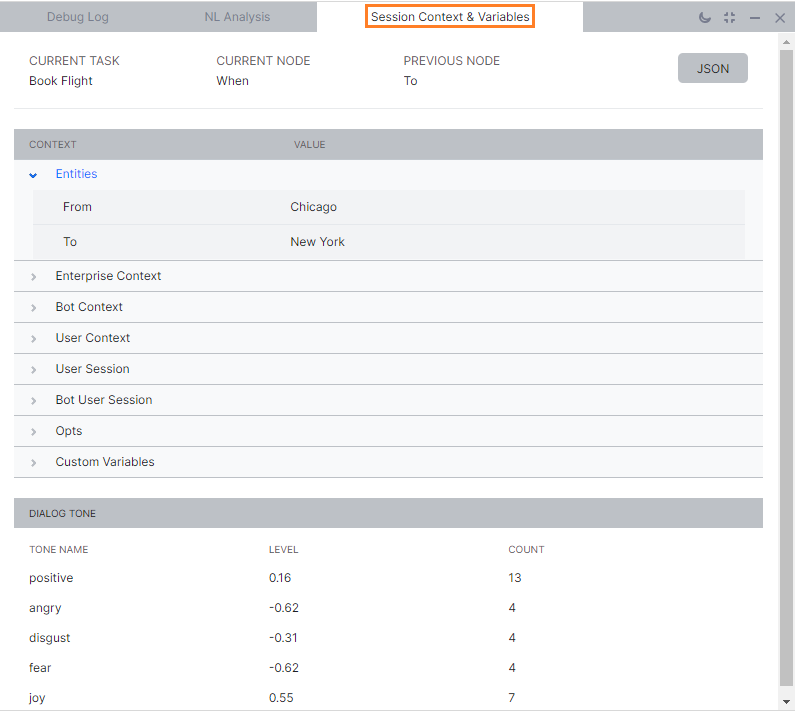 Debug Log NL Analysis Session Context & Variables
CURRENT TASK CURRENT NODE PREVIOUS NODE
Book Flight When To
JSON
CONTEXT VALUE
Entities
From Chicago
To New York
Enterprise Context
Bot Context
User Context
User Session
Bot User Session
Opts
Custom Variables
DIALOG TONE
TONE NAME LEVEL COUNT
positive 0.16 13
angry -0.62 4
disgust -0.31 4
fear -0.62 4
joy 0.55 7